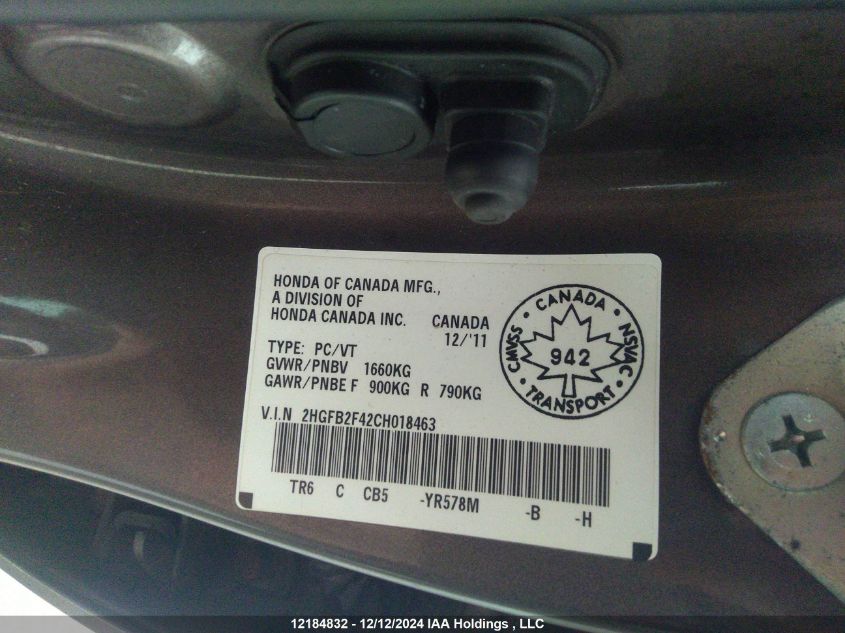 HONDA OF CANADA MFG.,
A DIVISION OF
HONDA CANADA INC. CANADA
12/'11
TYPE: PC/VT
GVWR/PNBV 1660KG
GAWR/PNBE F 900KG R 790KG
V.I.N 2HGFB2F42CH018463
TR6 C CB5 -YR578M -B -H
CANADA
CMVSS • NSVAC
942
TRANSPORT
12184832 - 12/12/2024 IAA Holdings , LLC